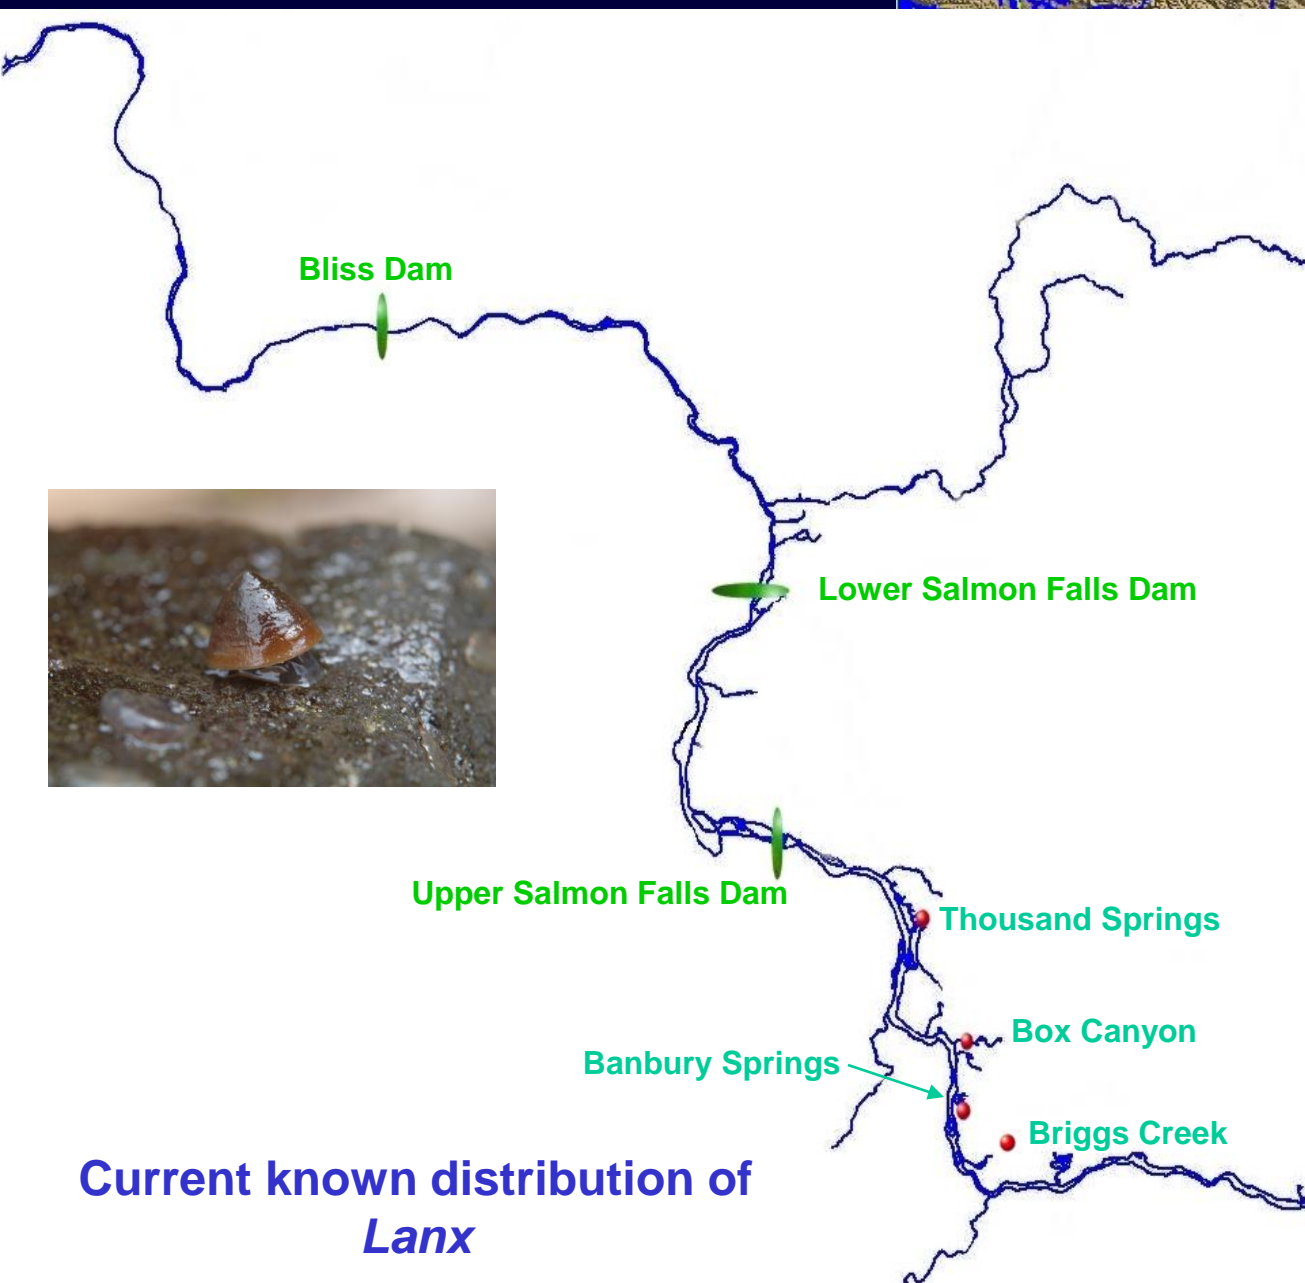 Bliss Dam
Lower Salmon Falls Dam
Upper Salmon Falls Dam
Thousand Springs
Box Canyon
Banbury Springs
Briggs Creek
Current known distribution of
Lanx